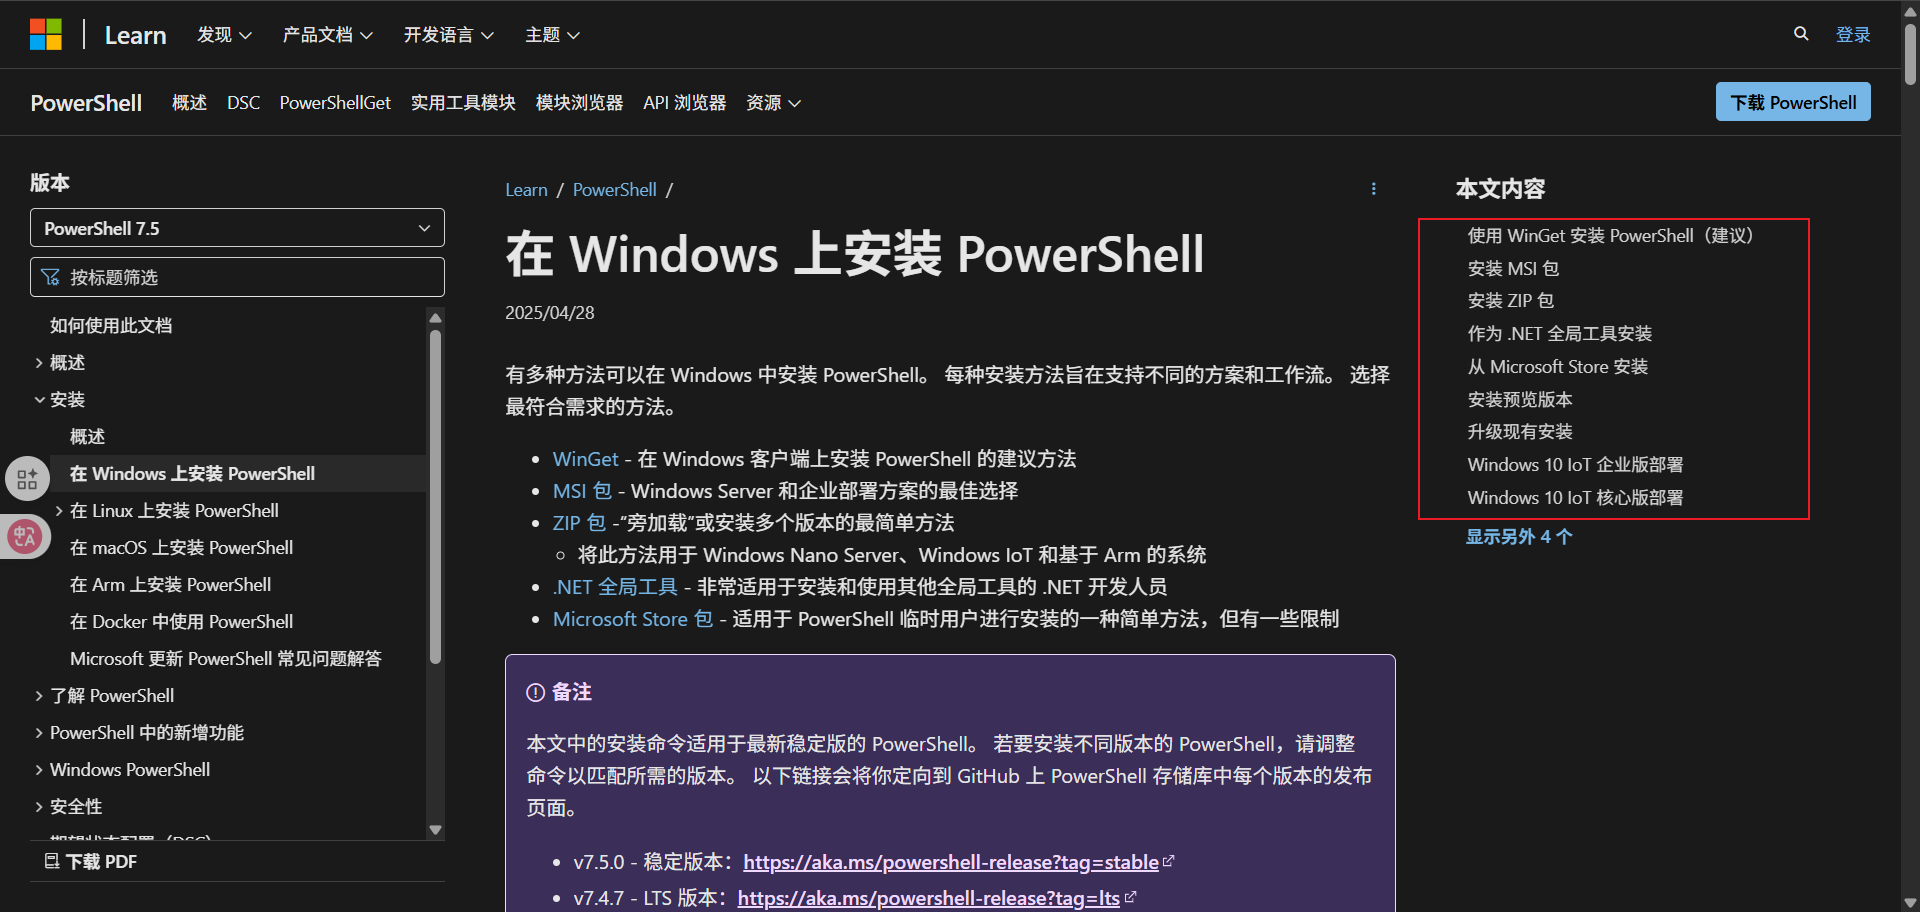 Learn
发现
产品文档
开发语言
主题
登录
PowerShell
概述
DSC
PowerShellGet
实用工具模块
模块浏览器
API 浏览器
资源
下载 PowerShell
版本
PowerShell 7.5
按标题筛选
如何使用此文档
概述
安装
概述
在 Windows 上安装 PowerShell
在 Linux 上安装 PowerShell
在 macOS 上安装 PowerShell
在 Arm 上安装 PowerShell
在 Docker 中使用 PowerShell
Microsoft 更新 PowerShell 常见问题解答
了解 PowerShell
PowerShell 中的新增功能
Windows PowerShell
安全性
期望状态配置（DSC）
下载 PDF
中A
Learn / PowerShell /
在 Windows 上安装 PowerShell
2025/04/28
有多种方法可以在 Windows 中安装 PowerShell。 每种安装方法旨在支持不同的方案和工作流。 选择
最符合需求的方法。
WinGet - 在 Windows 客户端上安装 PowerShell 的建议方法
MSI 包 - Windows Server 和企业部署方案的最佳选择
ZIP 包 -“旁加载”或安装多个版本的最简单方法
将此方法用于 Windows Nano Server、Windows IoT 和基于 Arm 的系统
.NET 全局工具 - 非常适用于安装和使用其他全局工具的 .NET 开发人员
Microsoft Store 包 - 适用于 PowerShell 临时用户进行安装的一种简单方法，但有一些限制
备注
本文中的安装命令适用于最新稳定版的 PowerShell。 若要安装不同版本的 PowerShell，请调整
命令以匹配所需的版本。 以下链接会将你定向到 GitHub 上 PowerShell 存储库中每个版本的发布
页面。
v7.5.0 - 稳定版本：https://aka.ms/powershell-release?tag=stable
v7.4.7 - LTS 版本：https://aka.ms/powershell-release?tag=lts
本文内容
使用 WinGet 安装 PowerShell（建议）
安装 MSI 包
安装 ZIP 包
作为 .NET 全局工具安装
从 Microsoft Store 安装
安装预览版本
升级现有安装
Windows 10 IoT 企业版部署
Windows 10 IoT 核心版部署
显示另外 4 个